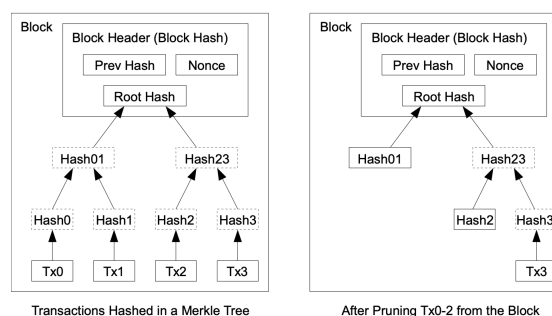 Block
Block Header (Block Hash)
Prev Hash
Nonce
Root Hash
Hash01
Hash23
Hash0
Hash1
Hash2
Hash3
Tx0
Tx1
Tx2
Tx3
Transactions Hashed in a Merkle Tree
Block
Block Header (Block Hash)
Prev Hash
Nonce
Root Hash
Hash01
Hash23
Hash2
Hash3
Tx3
After Pruning Tx0-2 from the Block